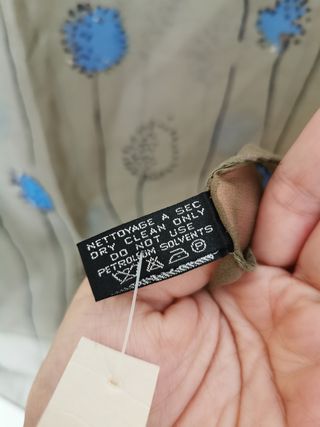 NETTOYAGE A SEC
DRY CLEAN ONLY
DO NOT USE
PETROLEUM SOLVENTS
P